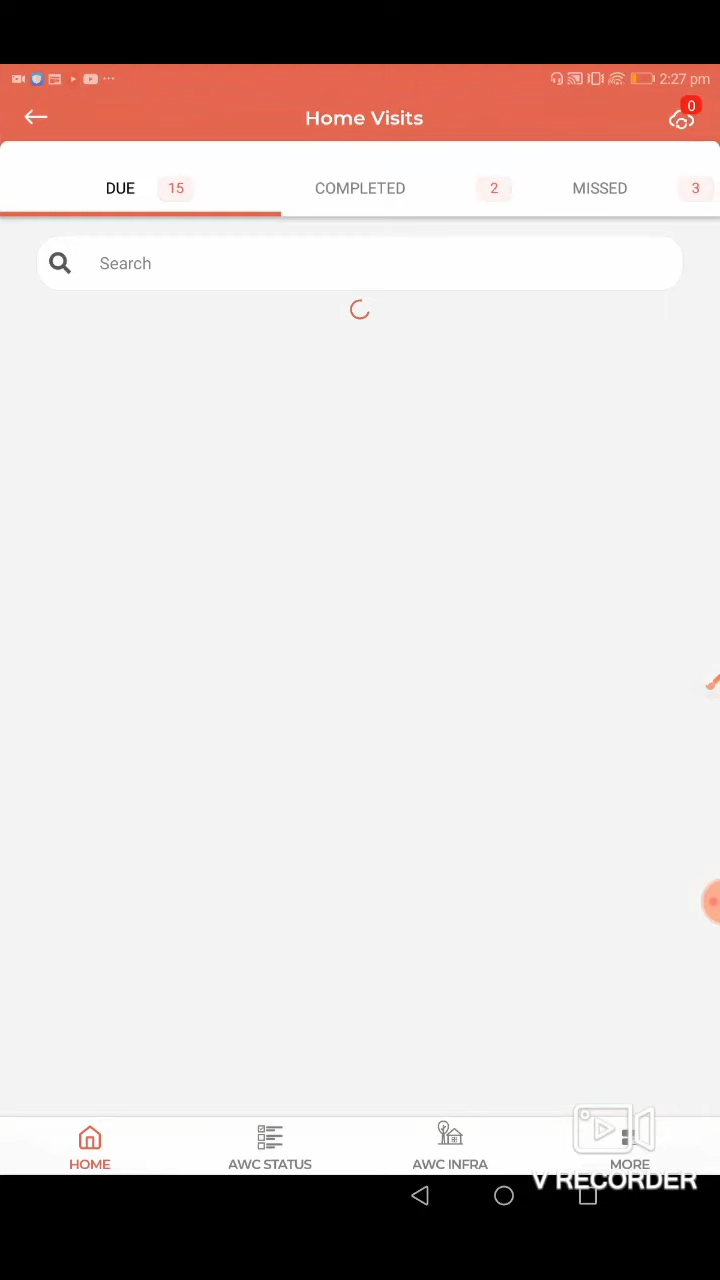 2:27 pm
Home Visits
0
DUE 15 COMPLETED 2 MISSED 3
Search
HOME AWC STATUS AWC INFRA MORE
V RECORDER